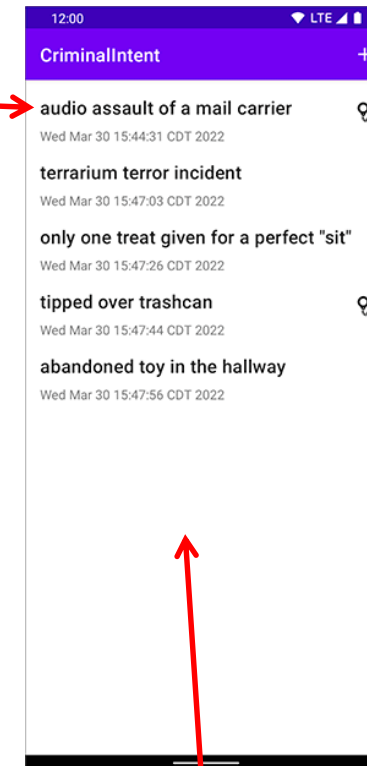 12:00 LTE
CriminalIntent +
audio assault of a mail carrier
Wed Mar 30 15:44:31 CDT 2022
terrarium terror incident
Wed Mar 30 15:47:03 CDT 2022
only one treat given for a perfect "sit"
Wed Mar 30 15:47:26 CDT 2022
tipped over trashcan
Wed Mar 30 15:47:44 CDT 2022
abandoned toy in the hallway
Wed Mar 30 15:47:56 CDT 2022